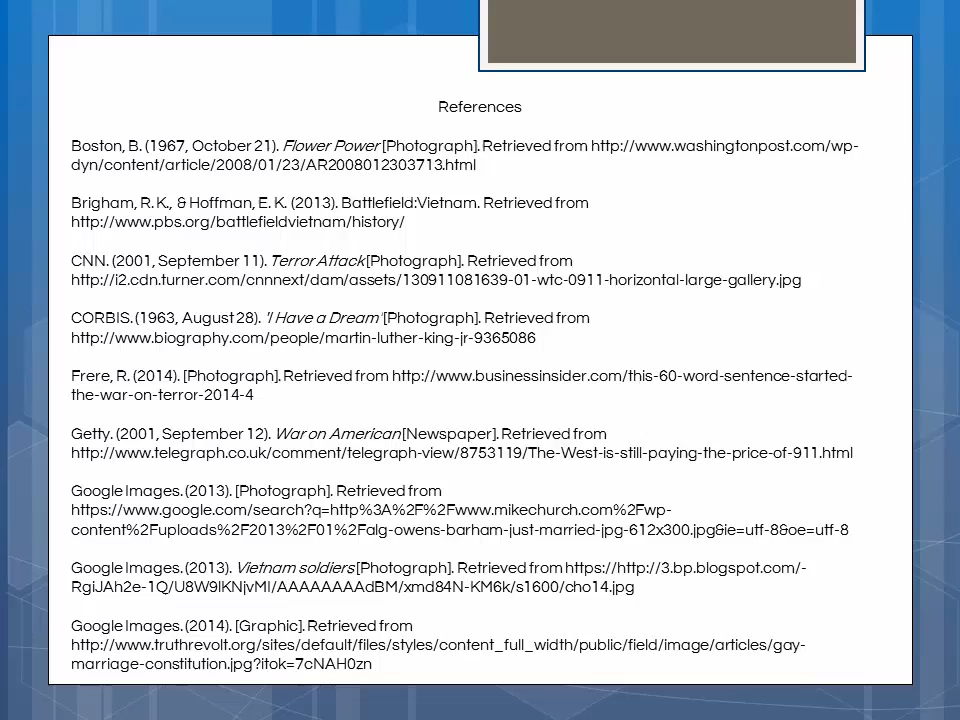 References
Boston, B. (1967, October 21). Flower Power [Photograph]. Retrieved from http://www.washingtonpost.com/wp-
dyn/content/article/2008/01/23/AR2008012303713.html
Brigham, R. K., & Hoffman, E. K. (2013). Battlefield:Vietnam. Retrieved from
http://www.pbs.org/battlefieldvietnam/history/
CNN. (2001, September 11). Terror Attack [Photograph]. Retrieved from
http://i2.cdn.turner.com/cnnnext/dam/assets/130911081639-01-wtc-0911-horizontal-large-gallery.jpg
CORBIS. (1963, August 28). 'I Have a Dream' [Photograph]. Retrieved from
http://www.biography.com/people/martin-luther-king-jr-9365086
Frere, R. (2014). [Photograph]. Retrieved from http://www.businessinsider.com/this-60-word-sentence-started-
the-war-on-terror-2014-4
Getty. (2001, September 12). War on American [Newspaper]. Retrieved from
http://www.telegraph.co.uk/comment/telegraph-view/8753119/The-West-is-still-paying-the-price-of-911.html
Google Images. (2013). [Photograph]. Retrieved from
https://www.google.com/search?q=http%3A%2F%2Fwww.mikechurch.com%2Fwp-
content%2Fuploads%2F2013%2F01%2Falg-owens-barham-just-married-jpg-612x300.jpg&ie=utf-8&oe=utf-8
Google Images. (2013). Vietnam soldiers [Photograph]. Retrieved from https://http://3.bp.blogspot.com/-
RgiJAh2e-1Q/U8W9lKNjvMI/AAAAAAAAdBM/xmd84N-KM6k/s1600/cho14.jpg
Google Images. (2014). [Graphic]. Retrieved from
http://www.truthrevolt.org/sites/default/files/styles/content_full_width/public/field/image/articles/gay-
marriage-constitution.jpg?itok=7cNAH0zn